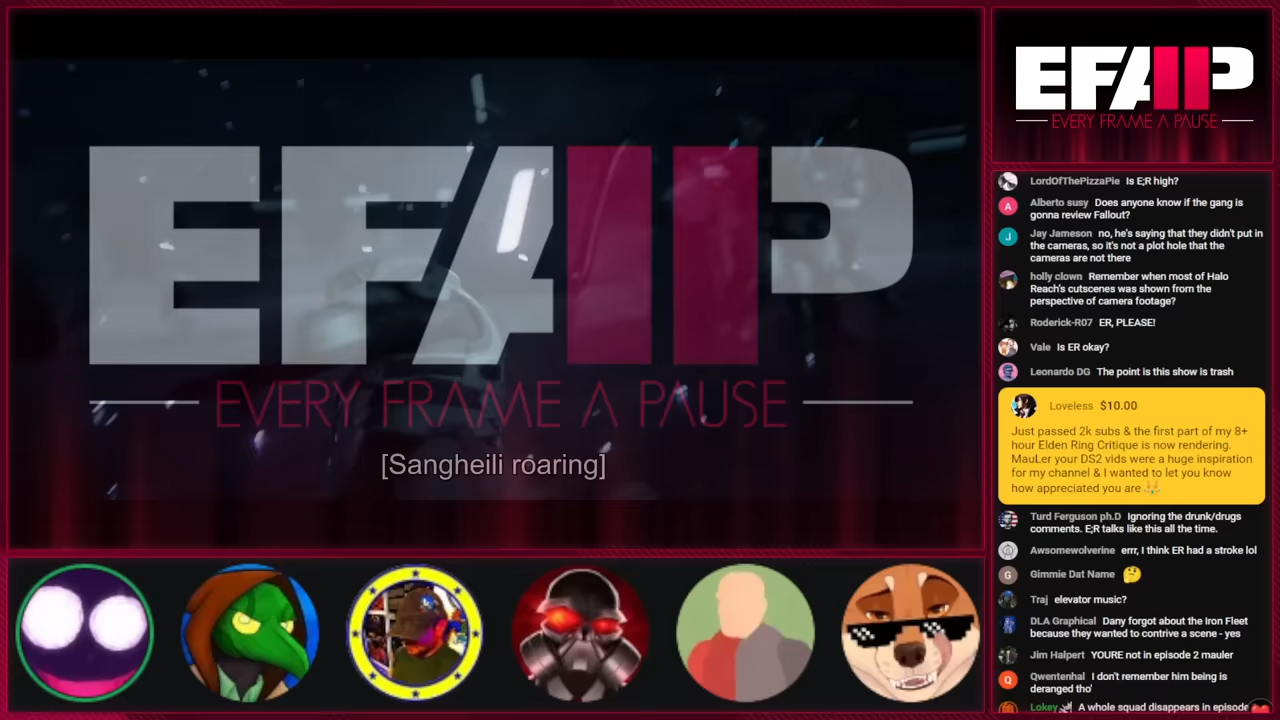 EFAP
EVERY FRAME A PAUSE
[Sangheili roaring]
EFAP
EVERY FRAME A PAUSE
LordOfThePizzaPie Is E;R high?
Alberto susy Does anyone know if the gang is
gonna review Fallout?
Jay Jameson no, he's saying that they didn't put in
the cameras, so it's not a plot hole that the
cameras are not there
holly clown Remember when most of Halo
Reach's cutscenes was shown from the
perspective of camera footage?
Roderick-R07 ER, PLEASE!
Vale Is ER okay?
Leonardo DG The point is this show is trash
Loveless $10.00
Just passed 2k subs & the first part of my 8+
hour Elden Ring Critique is now rendering.
MauLer your DS2 vids were a huge inspiration
for my channel & I wanted to let you know
how appreciated you are
Turd Ferguson ph.D Ignoring the drunk/drugs
comments. E;R talks like this all the time.
Awsomewolverine errr, I think ER had a stroke lol
Gimmie Dat Name
Traj elevator music?
DLA Graphical Dany forgot about the Iron Fleet
because they wanted to contrive a scene - yes
Jim Halpert YOURE not in episode 2 mauler
Qwentenhal I don't remember him being is
deranged tho'
Lokey A whole squad disappears in episode